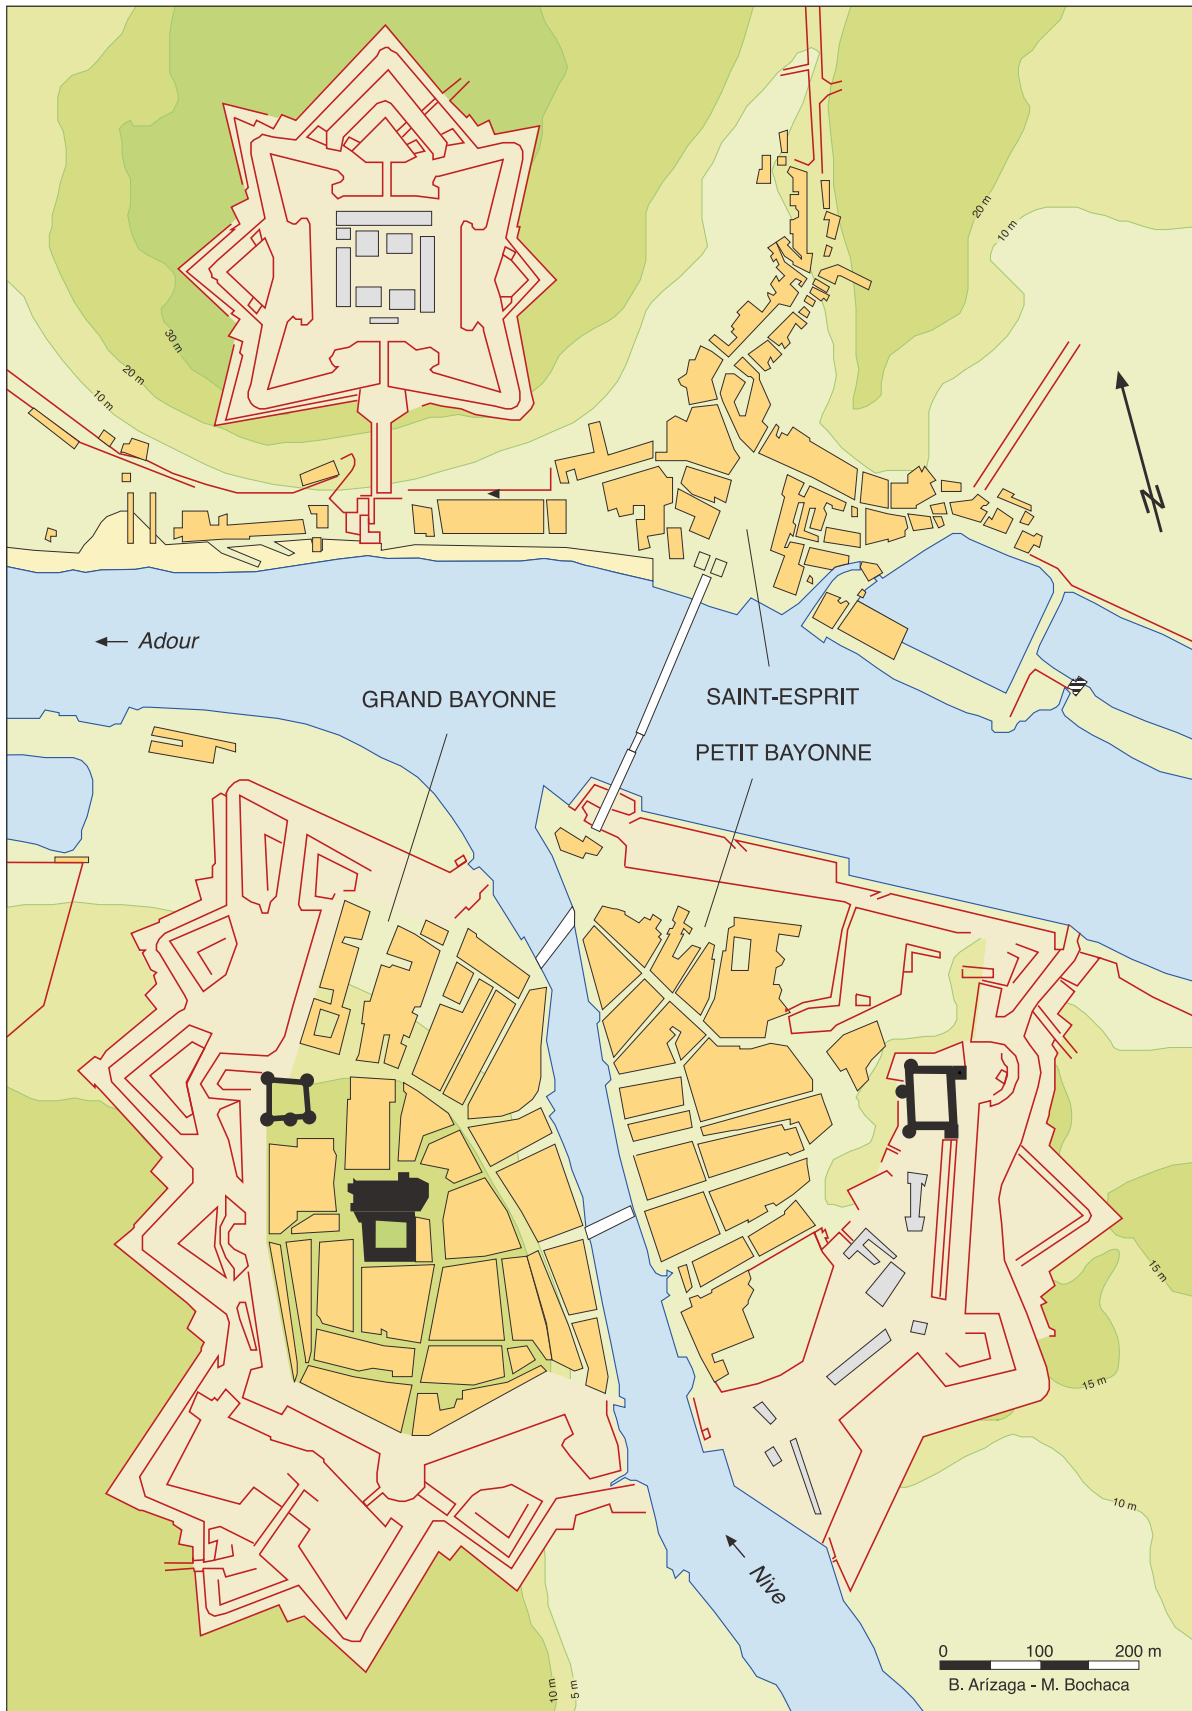 20 m
10 m
30 m
20 m
10 m
Adour
GRAND BAYONNE
SAINT-ESPRIT
PETIT BAYONNE
15 m
15 m
10 m
Nive
10 m
5 m
0 100 200 m
B. Arízaga - M. Bochaca
N